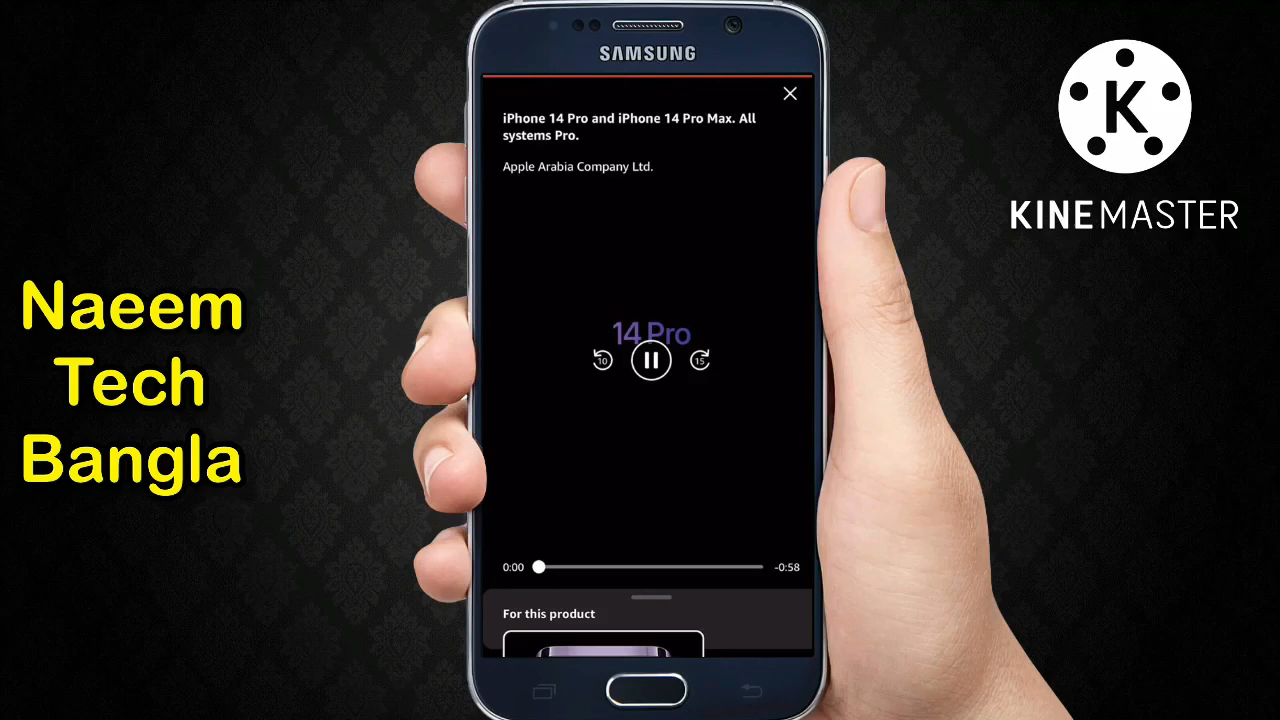 SAMSUNG
iPhone 14 Pro and iPhone 14 Pro Max. All
systems Pro.
Apple Arabia Company Ltd.
14 Pro
10
15
0:00
-0:58
For this product
Naeem
Tech
Bangla
K
KINEMASTER